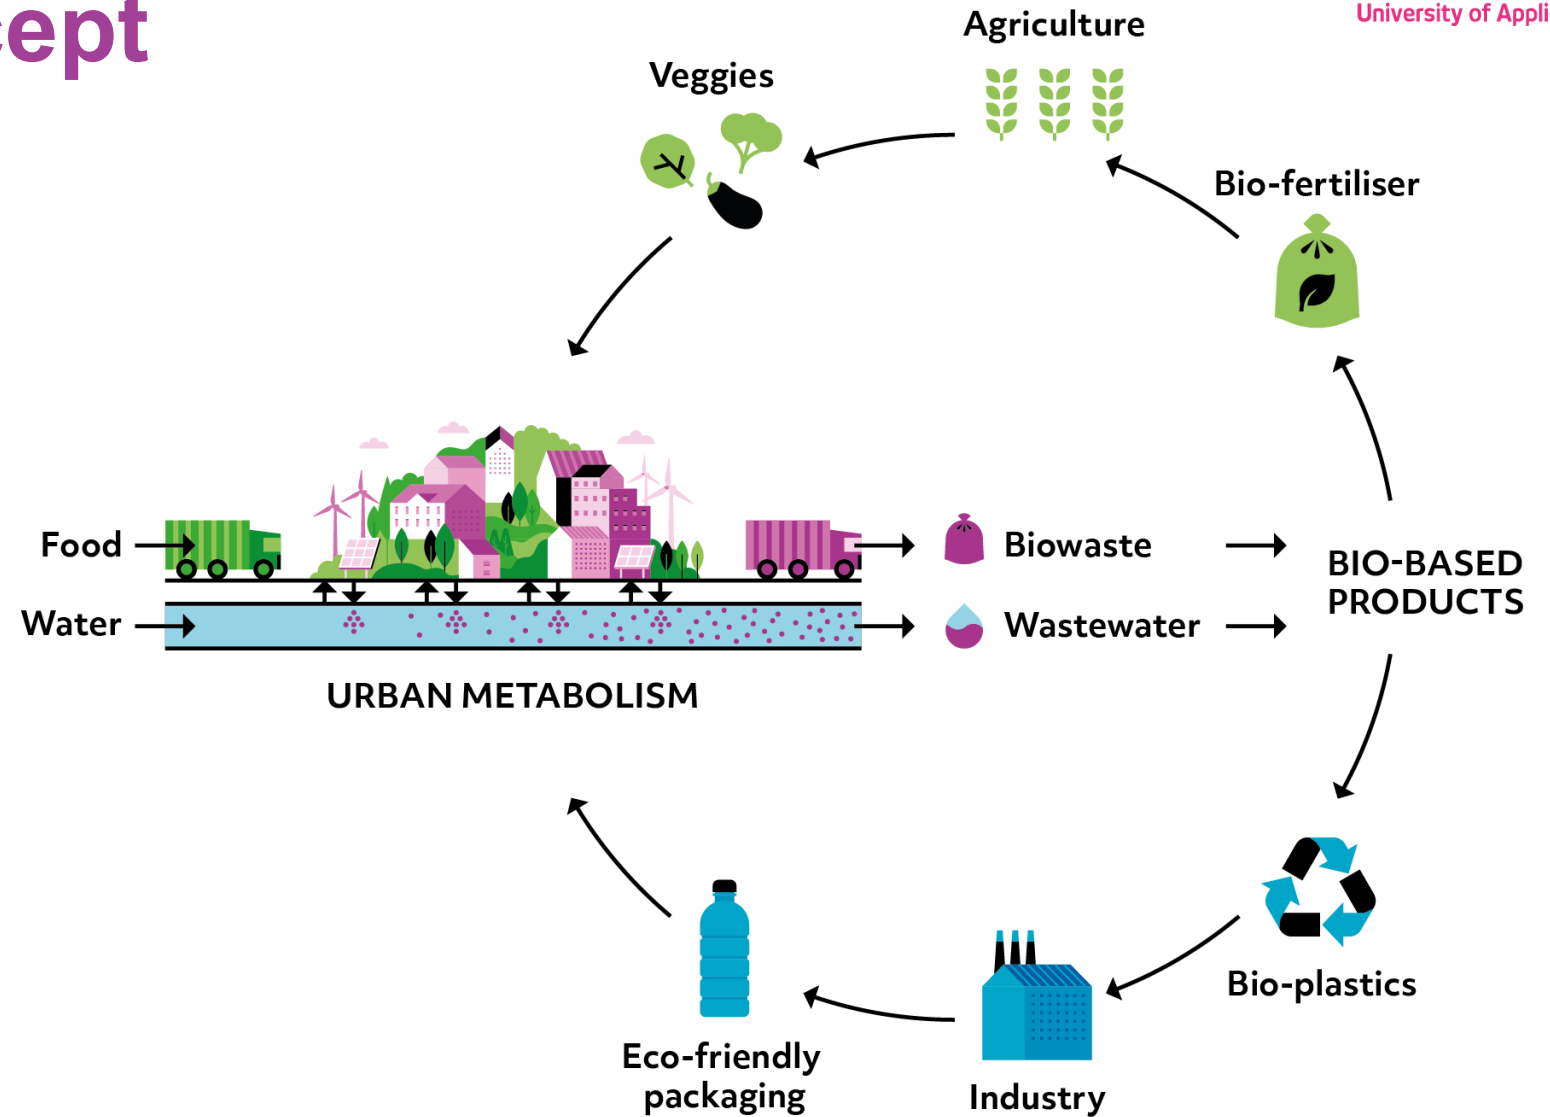 cept
University of Appli
Agriculture
Veggies
Bio-fertiliser
Food
Biowaste
BIO-BASED
PRODUCTS
Water
Wastewater
URBAN METABOLISM
Bio-plastics
Eco-friendly
packaging
Industry